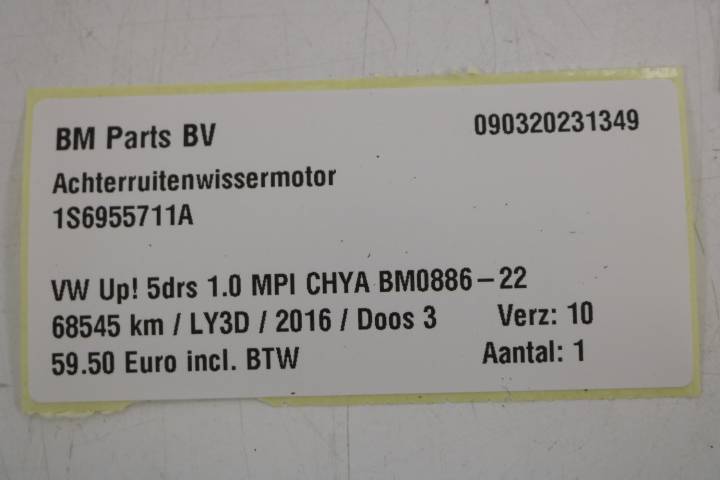 BM Parts BV 090320231349
Achterruitenwissermotor
1S6955711A
VW Up! 5drs 1.0 MPI CHYA BM0886-22
68545 km / LY3D / 2016 / Doos 3 Verz: 10
59.50 Euro incl. BTW Aantal: 1